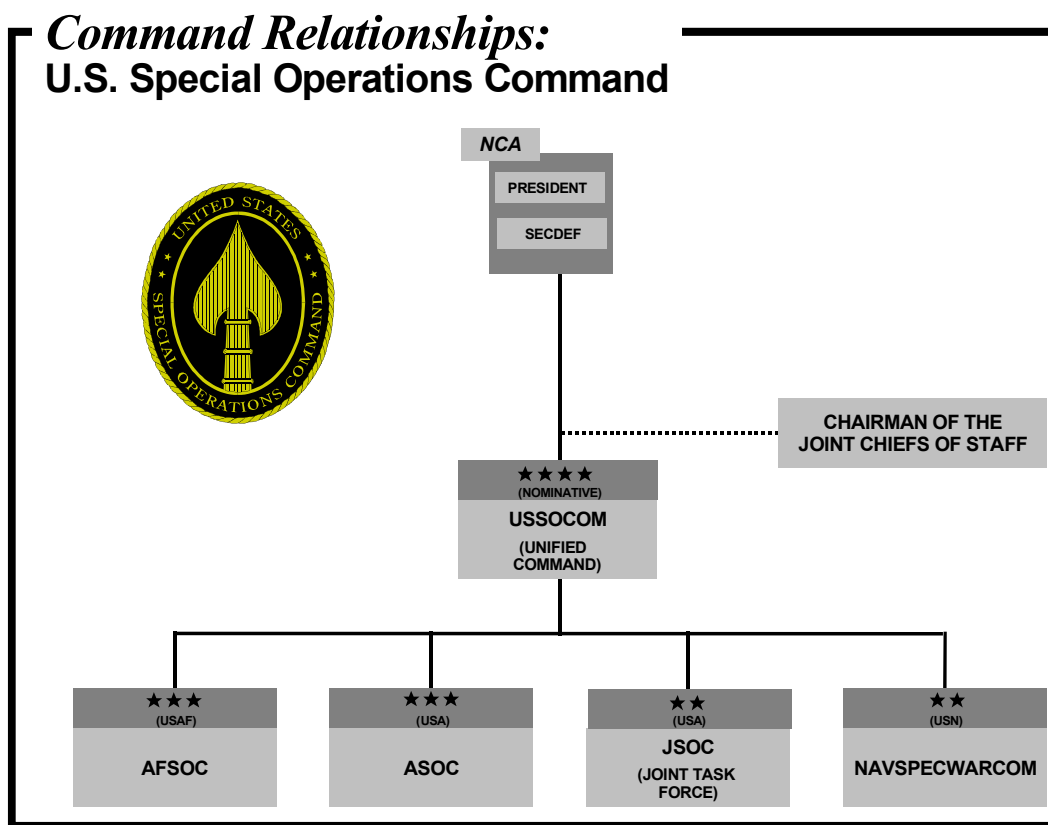 Command Relationships:
U.S. Special Operations Command
NCA
PRESIDENT
SECDEF
UNITED STATES
SPECIAL OPERATIONS COMMAND
CHAIRMAN OF THE
JOINT CHIEFS OF STAFF
★★★★
(NOMINATIVE)
USSOCOM
(UNIFIED
COMMAND)
★★★
(USAF)
AFSOC
★★★
(USA)
ASOC
★★
(USA)
JSOC
(JOINT TASK
FORCE)
★★
(USN)
NAVSPECWARCOM